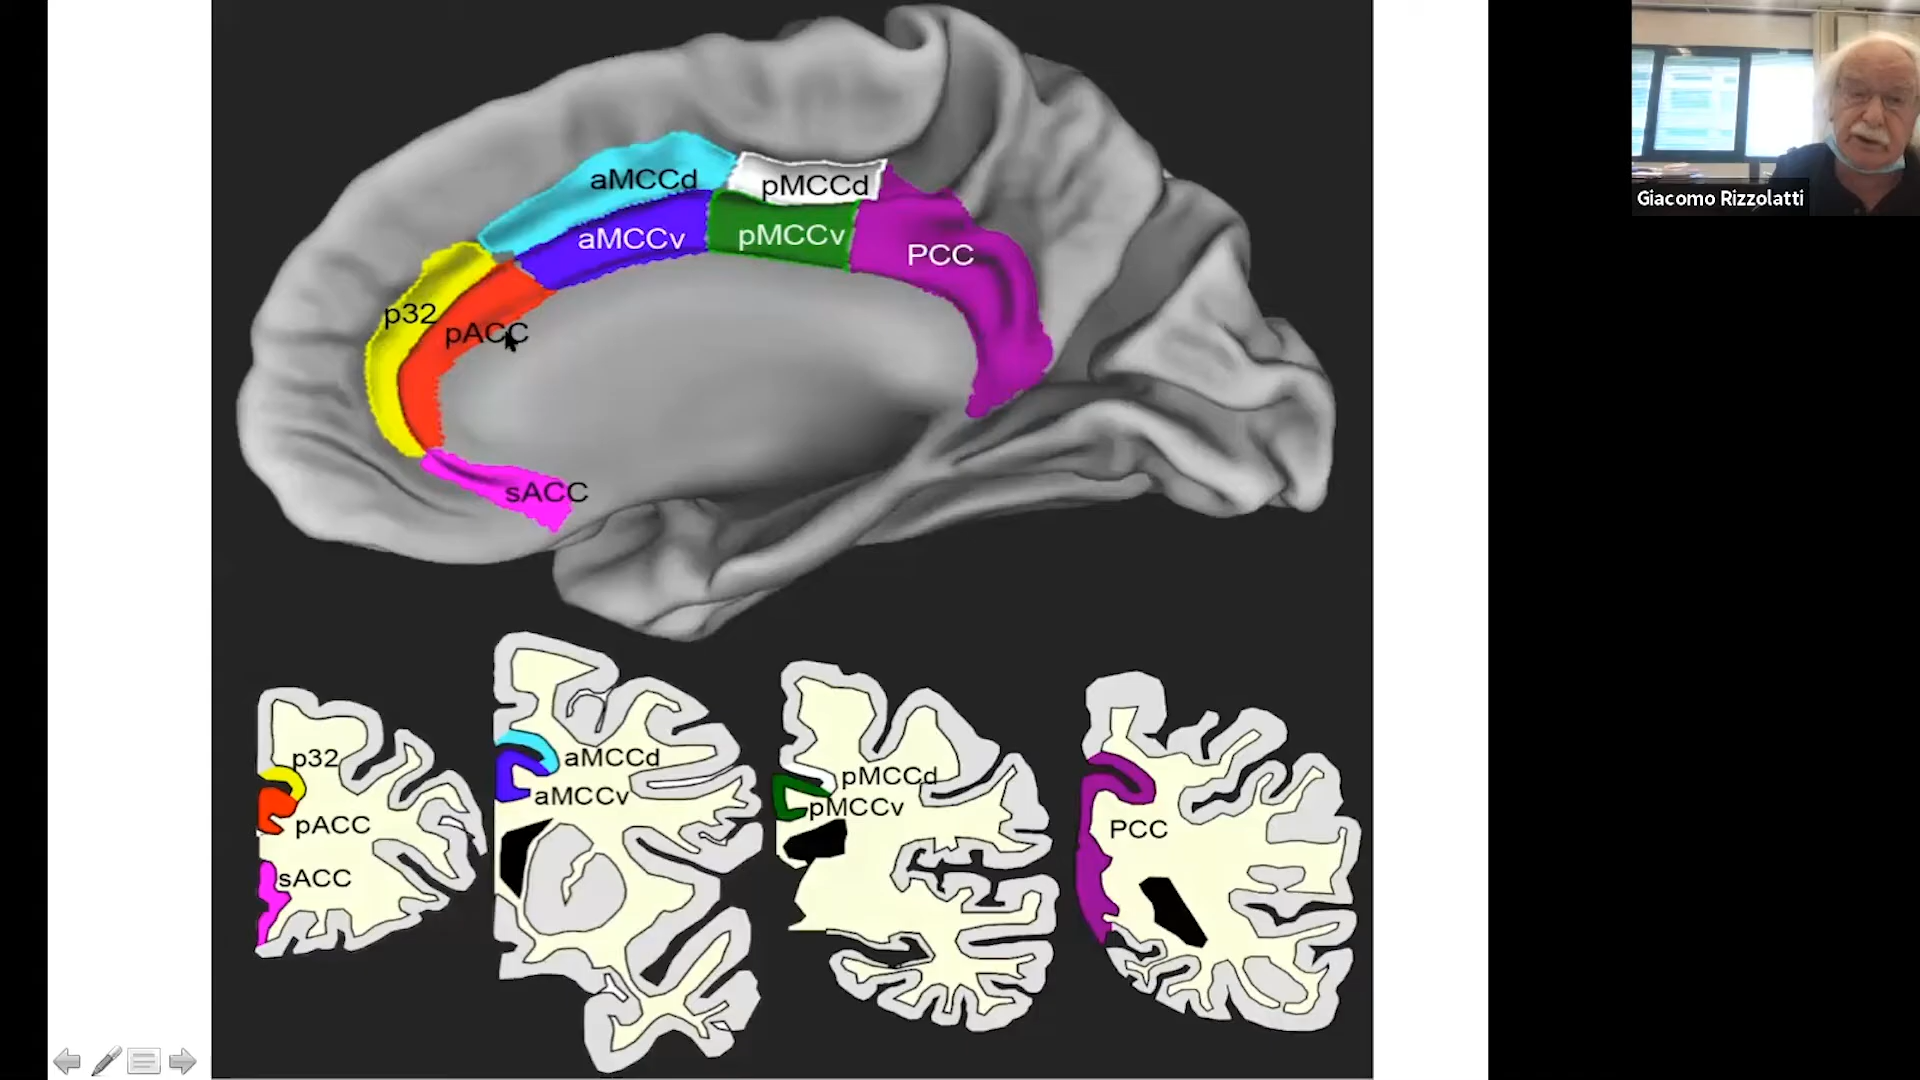 aMCCd
pMCCd
aMCCv
pMCCv
PCC
p32
pACC
sACC
p32
pACC
sACC
aMCCd
aMCCv
pMCCd
pMCCv
PCC
Giacomo Rizzolatti